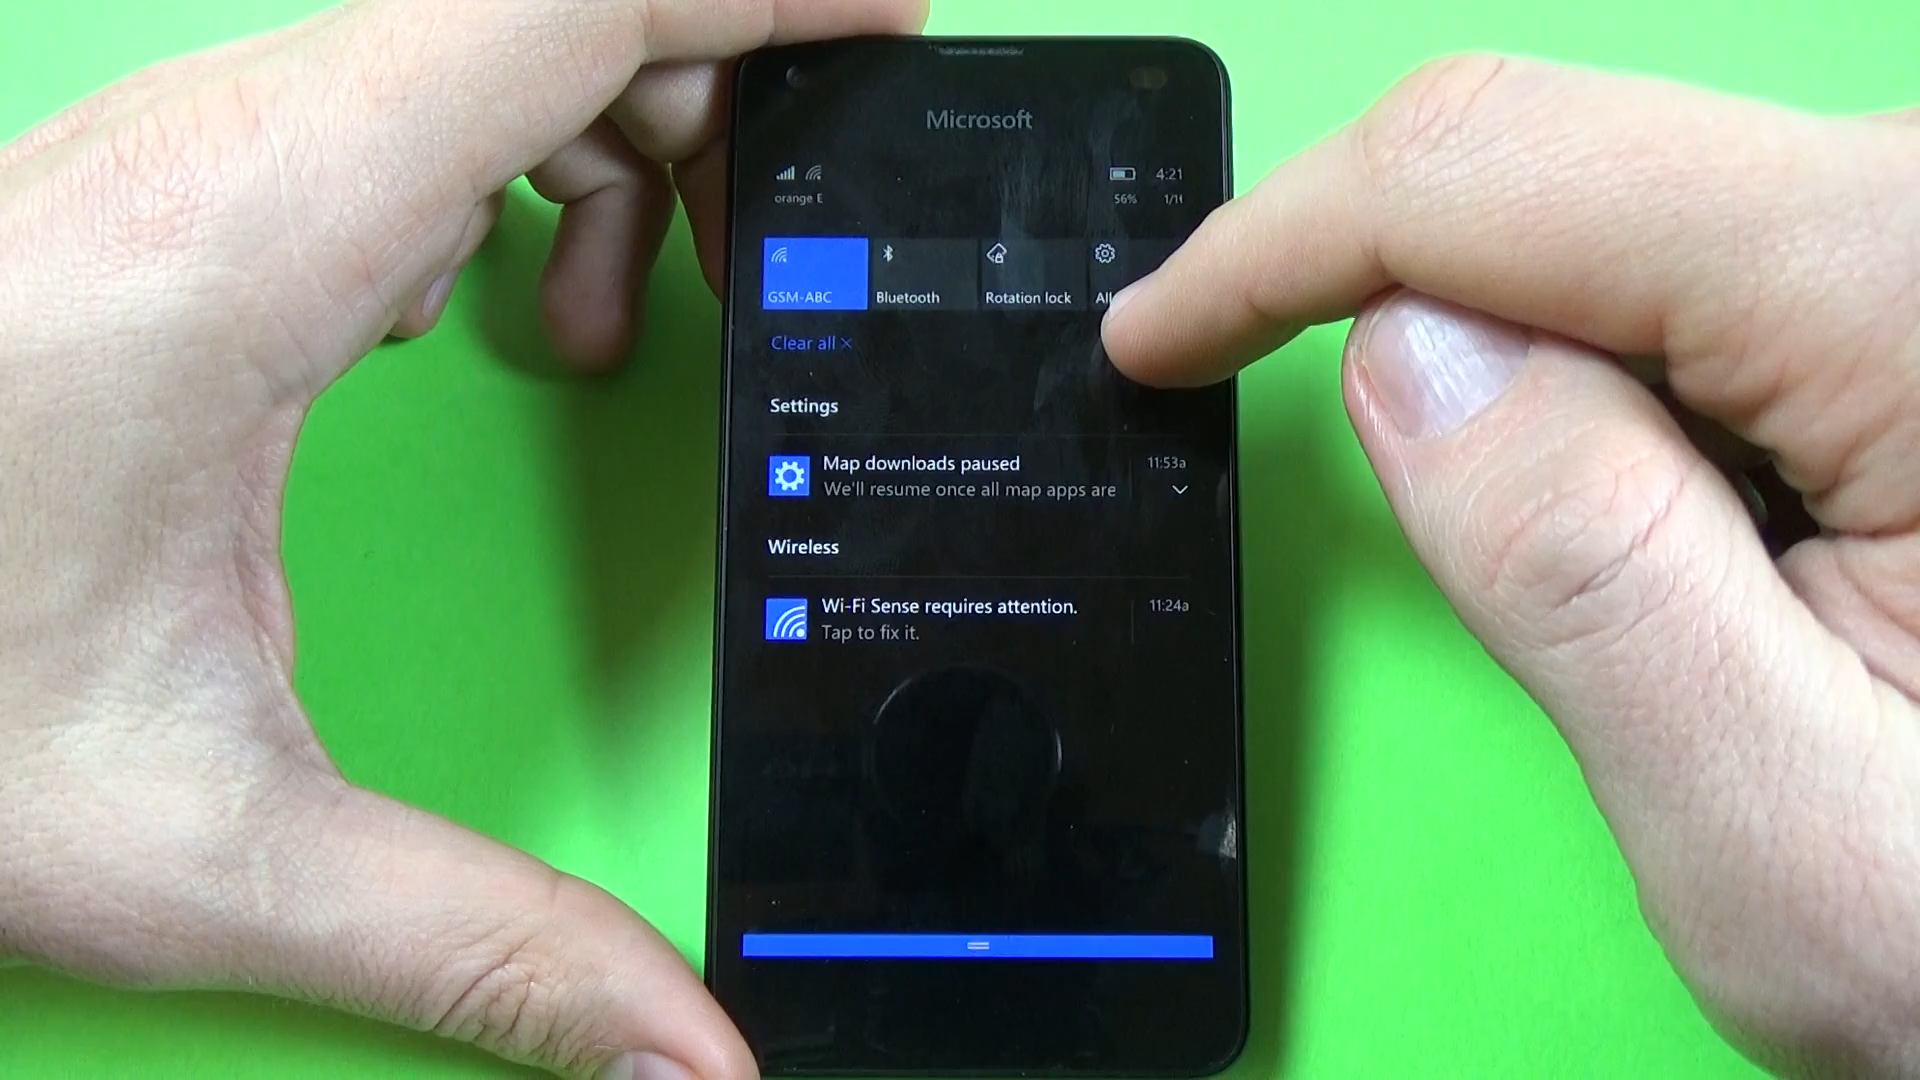 Microsoft
4:21
orange E
56%
GSM-ABC
Bluetooth
Rotation lock
Clear all
Settings
Map downloads paused
11:53a
We'll resume once all map apps are
Wireless
Wi-Fi Sense requires attention.
11:24a
Tap to fix it.